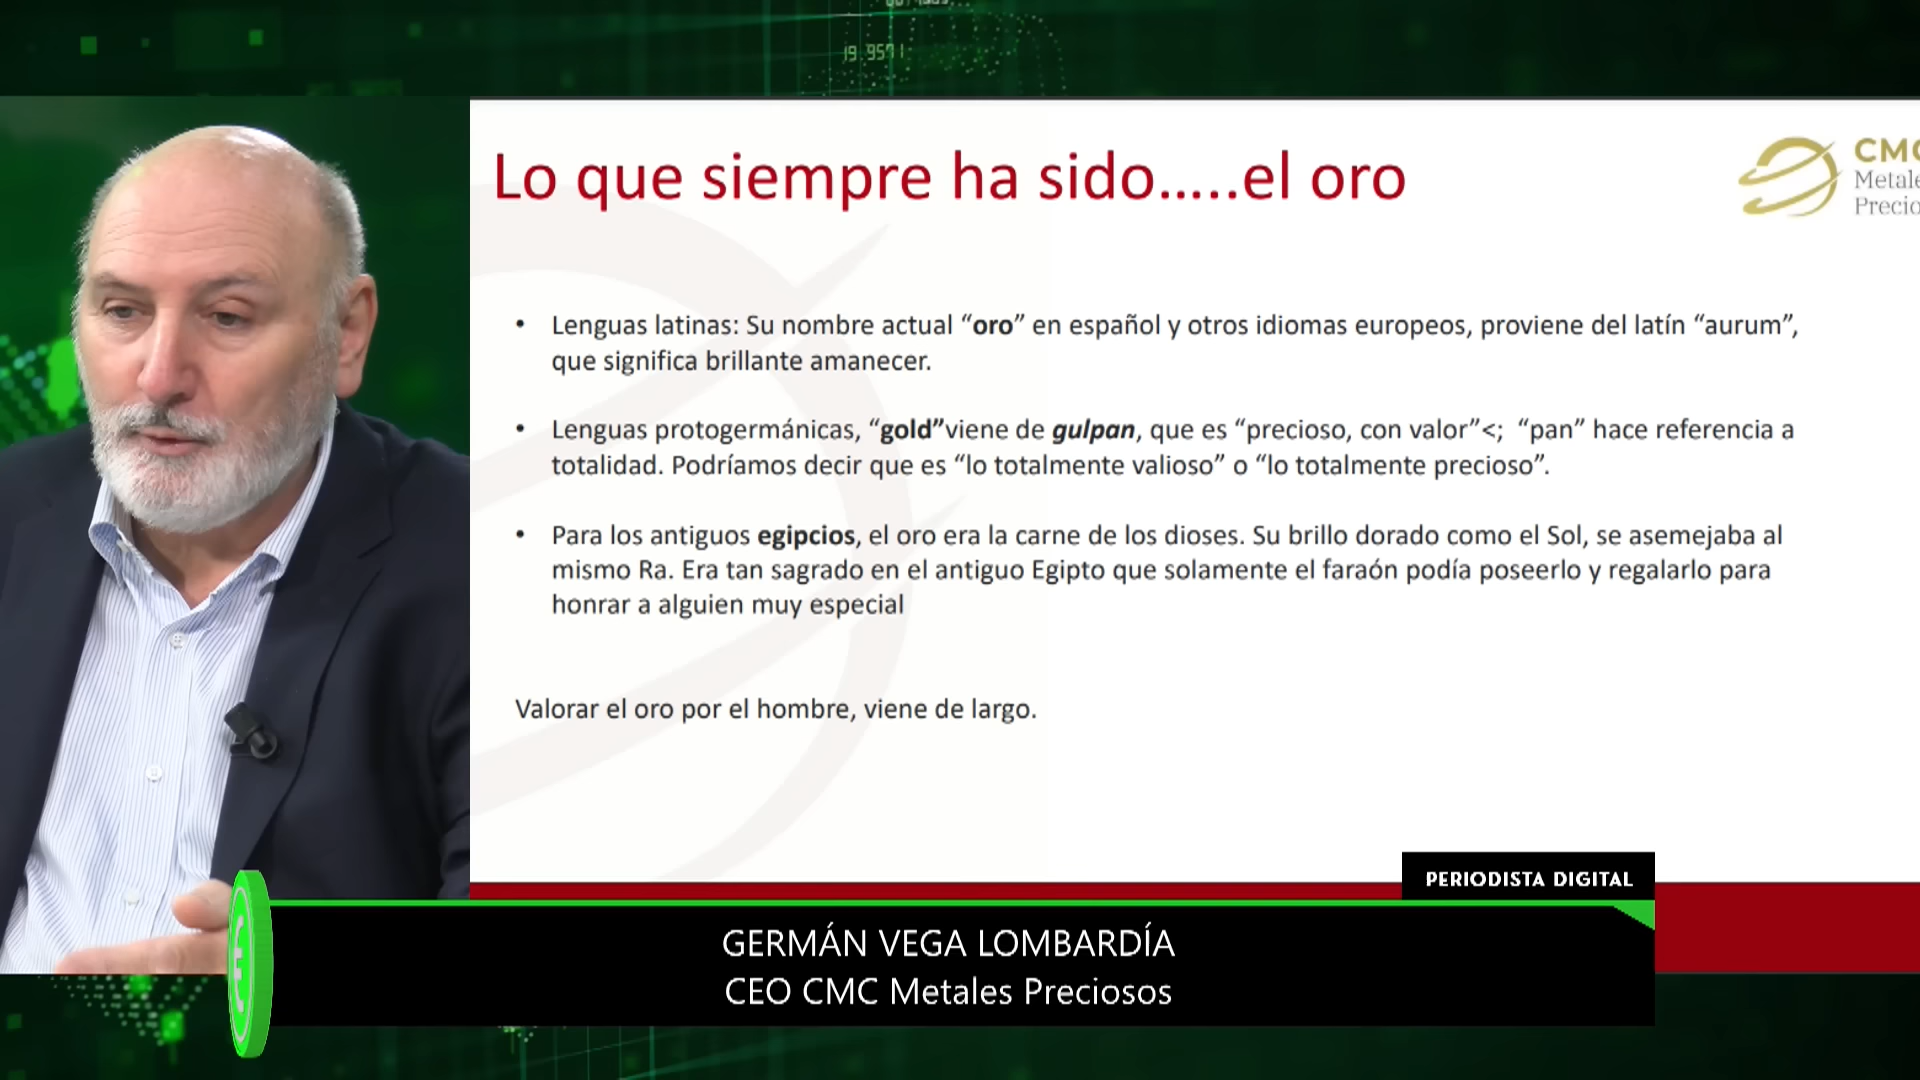 19.9571
Lo que siempre ha sido.....el oro
CMC
Metale
Precio
• Lenguas latinas: Su nombre actual “oro” en español y otros idiomas europeos, proviene del latín “aurum”,
que significa brillante amanecer.
• Lenguas protogermánicas, “gold”viene de gulpan, que es “precioso, con valor”<; “pan” hace referencia a
totalidad. Podríamos decir que es “lo totalmente valioso” o “lo totalmente precioso”.
• Para los antiguos egipcios, el oro era la carne de los dioses. Su brillo dorado como el Sol, se asemejaba al
mismo Ra. Era tan sagrado en el antiguo Egipto que solamente el faraón podía poseerlo y regalarlo para
honrar a alguien muy especial
Valorar el oro por el hombre, viene de largo.
PERIODISTA DIGITAL
GERMÁN VEGA LOMBARDÍA
CEO CMC Metales Preciosos